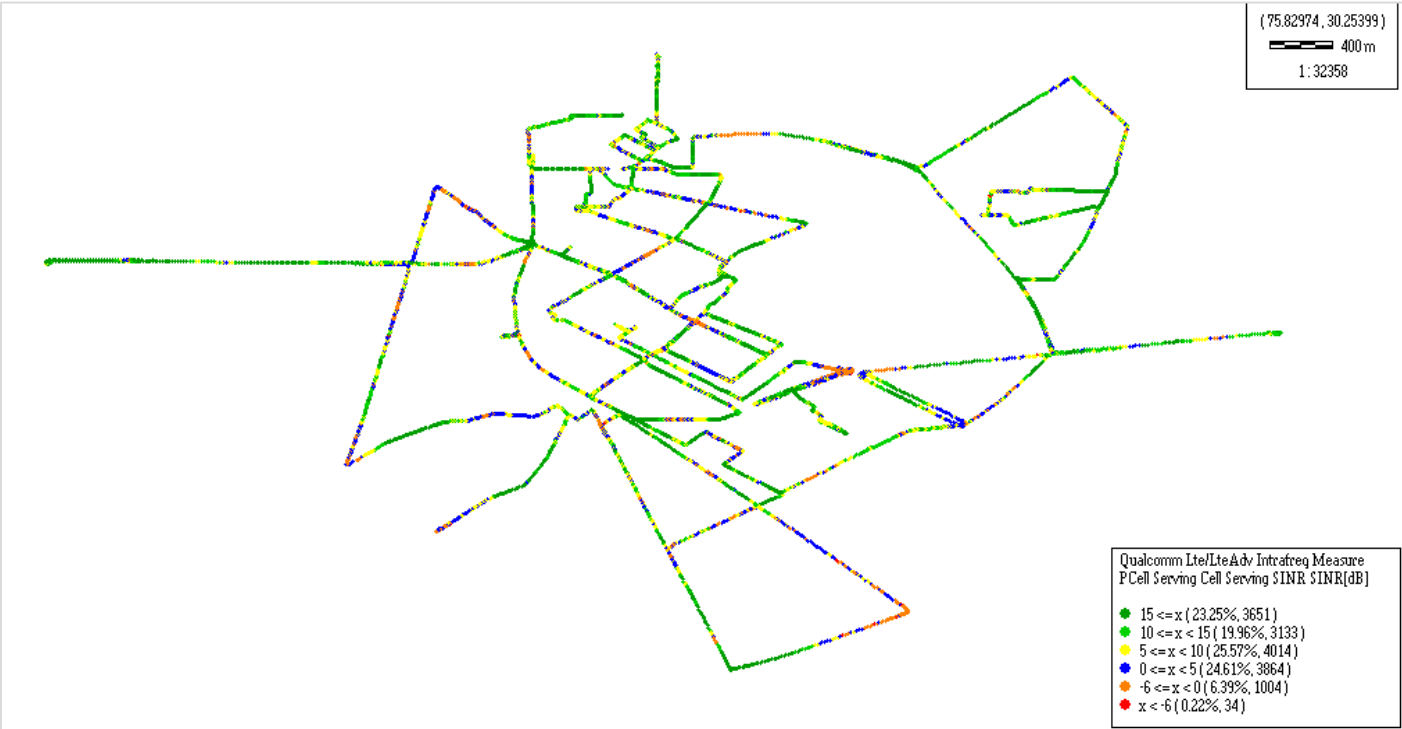 (75.82974, 30.25399)
400 m
1:32358
Qualcomm Lte/LteAdv Intrafreq Measure
PCell Serving Cell Serving SINR SINR[dB]
15 <= x ( 23.25%, 3651 )
10 <= x < 15 ( 19.96%, 3133 )
5 <= x < 10 ( 25.57%, 4014 )
0 <= x < 5 ( 24.61%, 3864 )
-6 <= x < 0 ( 6.39%, 1004 )
x < -6 ( 0.22%, 34 )